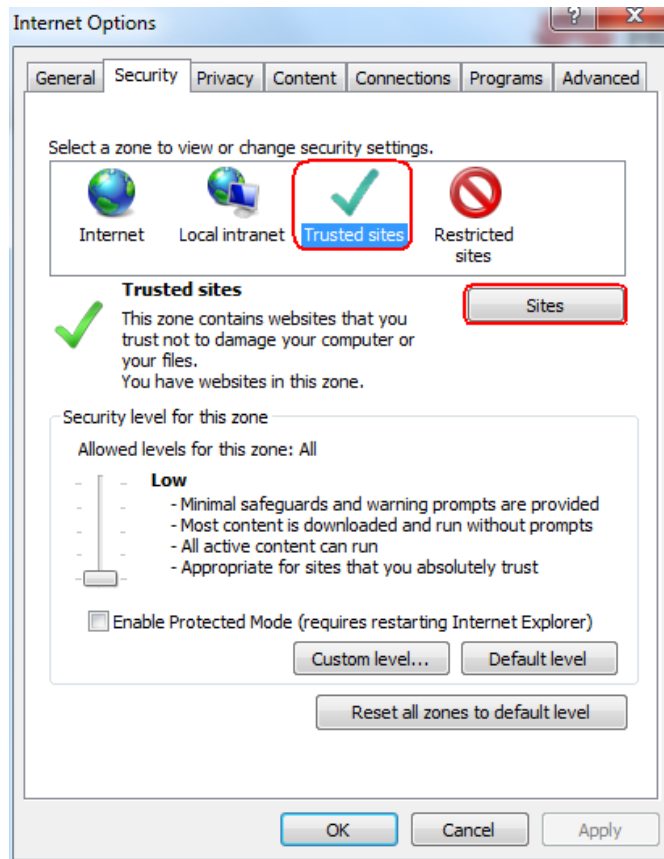 Internet Options
?
X
General Security Privacy Content Connections Programs Advanced
Select a zone to view or change security settings.
Internet Local intranet Trusted sites Restricted
sites
Trusted sites
Sites
This zone contains websites that you
trust not to damage your computer or
your files.
You have websites in this zone.
Security level for this zone
Allowed levels for this zone: All
Low
- Minimal safeguards and warning prompts are provided
- Most content is downloaded and run without prompts
- All active content can run
- Appropriate for sites that you absolutely trust
Enable Protected Mode (requires restarting Internet Explorer)
Custom level... Default level
Reset all zones to default level
OK Cancel Apply